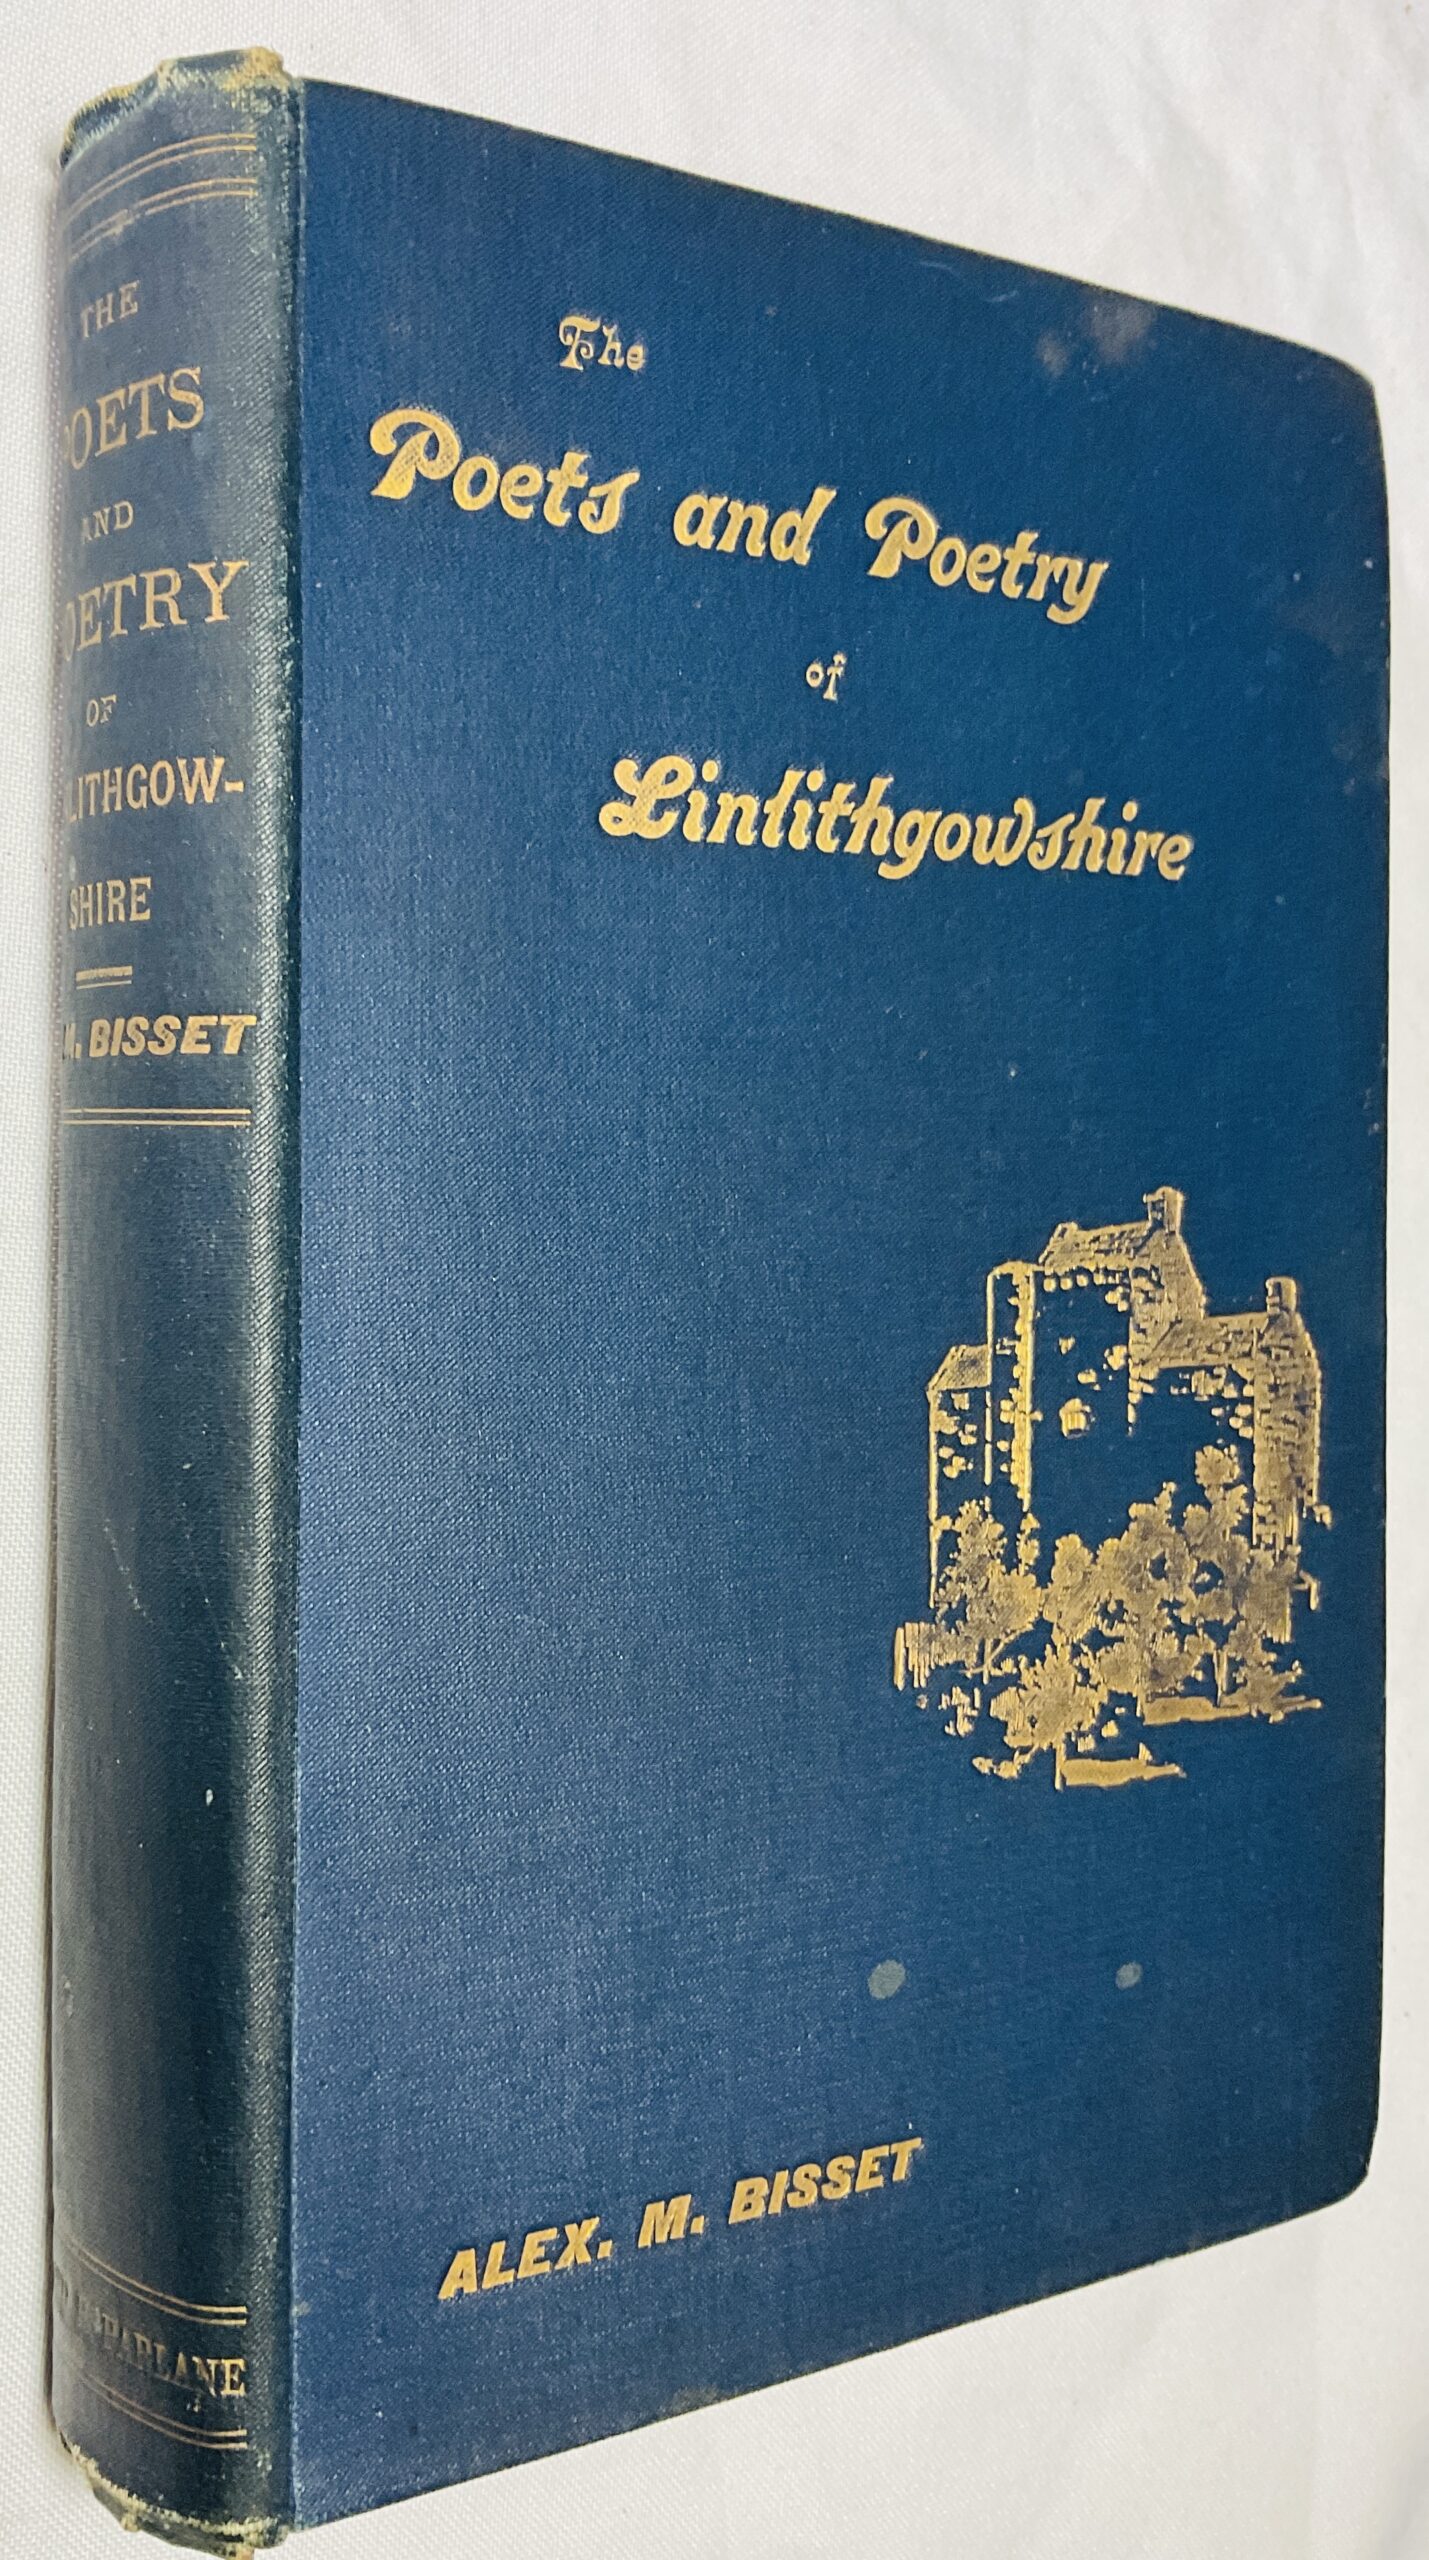 THE
POETS
AND
POETRY
OF
LITHGOW-
SHIRE
M. BISSET
The
Poets and Poetry
of
Linlithgowshire
ALEX. M. BISSET